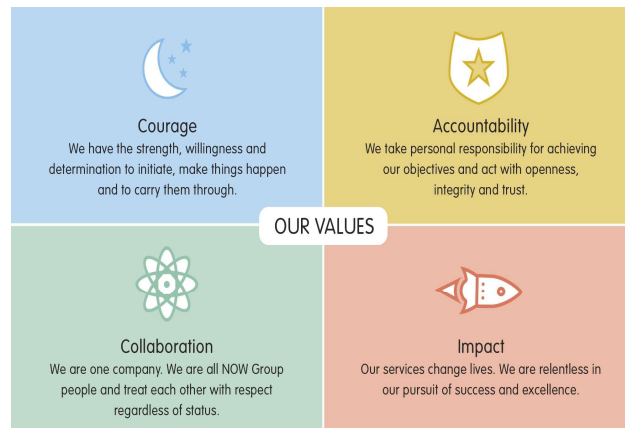 Courage
We have the strength, willingness and
determination to initiate, make things happen
and to carry them through.
Accountability
We take personal responsibility for achieving
our objectives and act with openness,
integrity and trust.
OUR VALUES
Collaboration
We are one company. We are all NOW Group
people and treat each other with respect
regardless of status.
Impact
Our services change lives. We are relentless in
our pursuit of success and excellence.